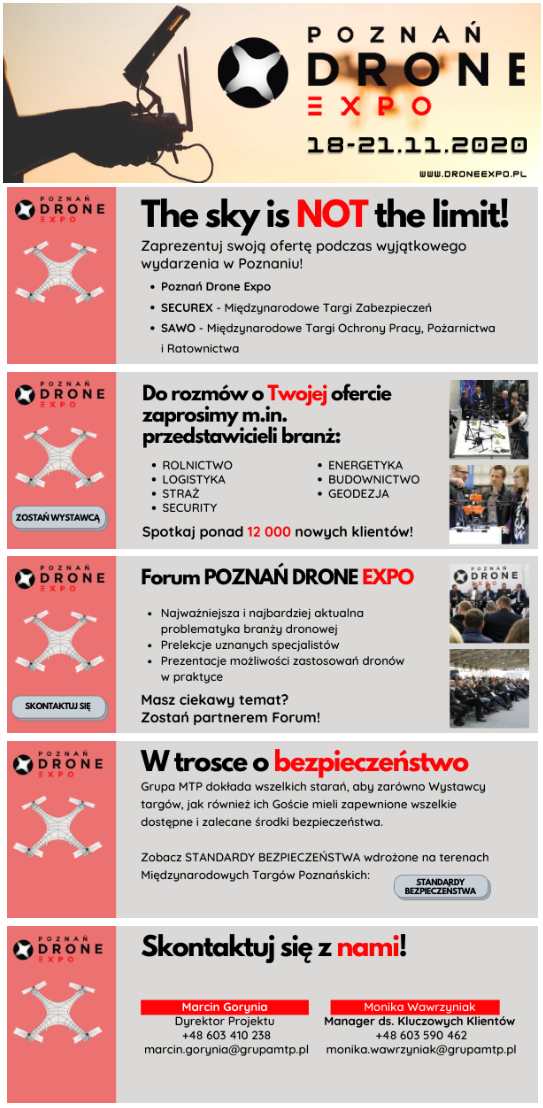 POZNAŃ
DRONE
EXPO
18-21.11.2020
WWW.DRONEEXPO.PL
POZNAŃ
DRONE
EXPO
The sky is NOT the limit!
Zaprezentuj swoją ofertę podczas wyjątkowego
wydarzenia w Poznaniu!
• Poznań Drone Expo
• SECUREX - Międzynarodowe Targi Zabezpieczeń
• SAWO - Międzynarodowe Targi Ochrony Pracy, Pożarnictwa
i Ratownictwa
POZNAŃ
DRONE
EXPO
ZOSTAŃ WYSTAWCĄ
Do rozmów o Twojej ofercie
zaprosimy m.in.
przedstawicieli branż:
• ROLNICTWO
• LOGISTYKA
• STRAŻ
• SECURITY
• ENERGETYKA
• BUDOWNICTWO
• GEODEZJA
Spotkaj ponad 12 000 nowych klientów!
POZNAŃ
DRONE
EXPO
SKONTAKTUJ SIĘ
Forum POZNAŃ DRONE EXPO
• Najważniejsza i najbardziej aktualna
problematyka branży dronowej
• Prelekcje uznanych specjalistów
• Prezentacje możliwości zastosowań dronów
w praktyce
Masz ciekawy temat?
Zostań partnerem Forum!
POZNAŃ
DRONE
EXPO
POZNAŃ
DRONE
EXPO
W trosce o bezpieczeństwo
Grupa MTP dokłada wszelkich starań, aby zarówno Wystawcy
targów, jak również ich Goście mieli zapewnione wszelkie
dostępne i zalecane środki bezpieczeństwa.
Zobacz STANDARDY BEZPIECZEŃSTWA wdrożone na terenach
Międzynarodowych Targów Poznańskich:
STANDARDY
BEZPIECZEŃSTWA
POZNAŃ
DRONE
EXPO
Skontaktuj się z nami!
Marcin Gorynia
Dyrektor Projektu
+48 603 410 238
marcin.gorynia@grupamtp.pl
Monika Wawrzyniak
Manager ds. Kluczowych Klientów
+48 603 590 462
monika.wawrzyniak@grupamtp.pl